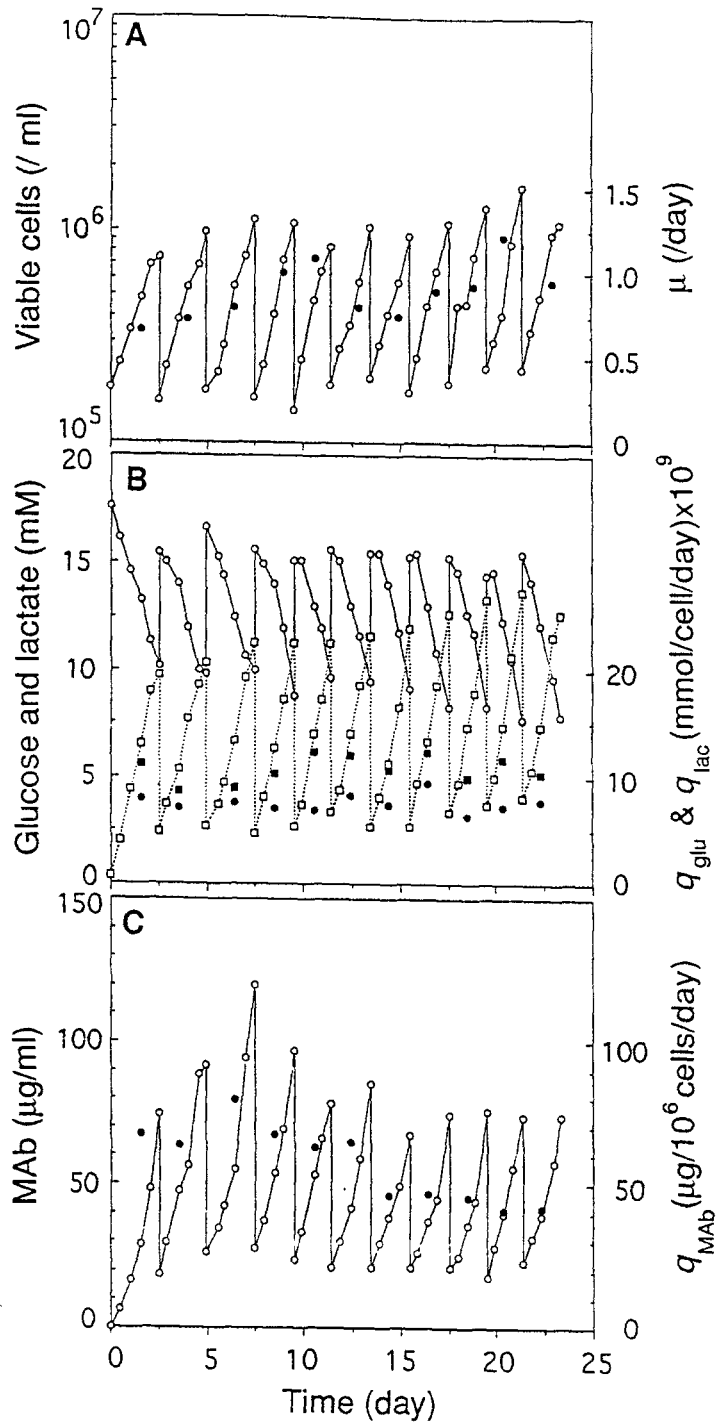 A
10^7
10^6
10^5
Viable cells (/ ml)
1.5
1.0
0.5
0
μ (/day)
B
20
15
10
5
0
Glucose and lactate (mM)
20
10
0
q_glu & q_lac (mmol/cell/day)x10^9
C
150
100
50
0
MAb (μg/ml)
100
50
0
q_MAb (μg/10^6 cells/day)
0 5 10 15 20 25
Time (day)